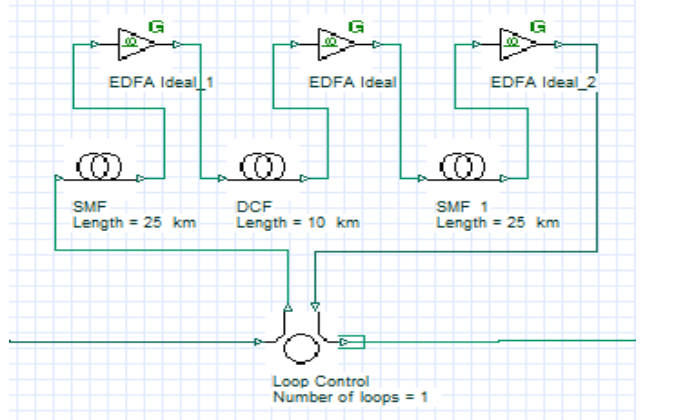 G G G
EDFA Ideal_1 EDFA Ideal EDFA Ideal_2
SMF DCF SMF 1
Length = 25 km Length = 10 km Length = 25 km
Loop Control
Number of loops = 1